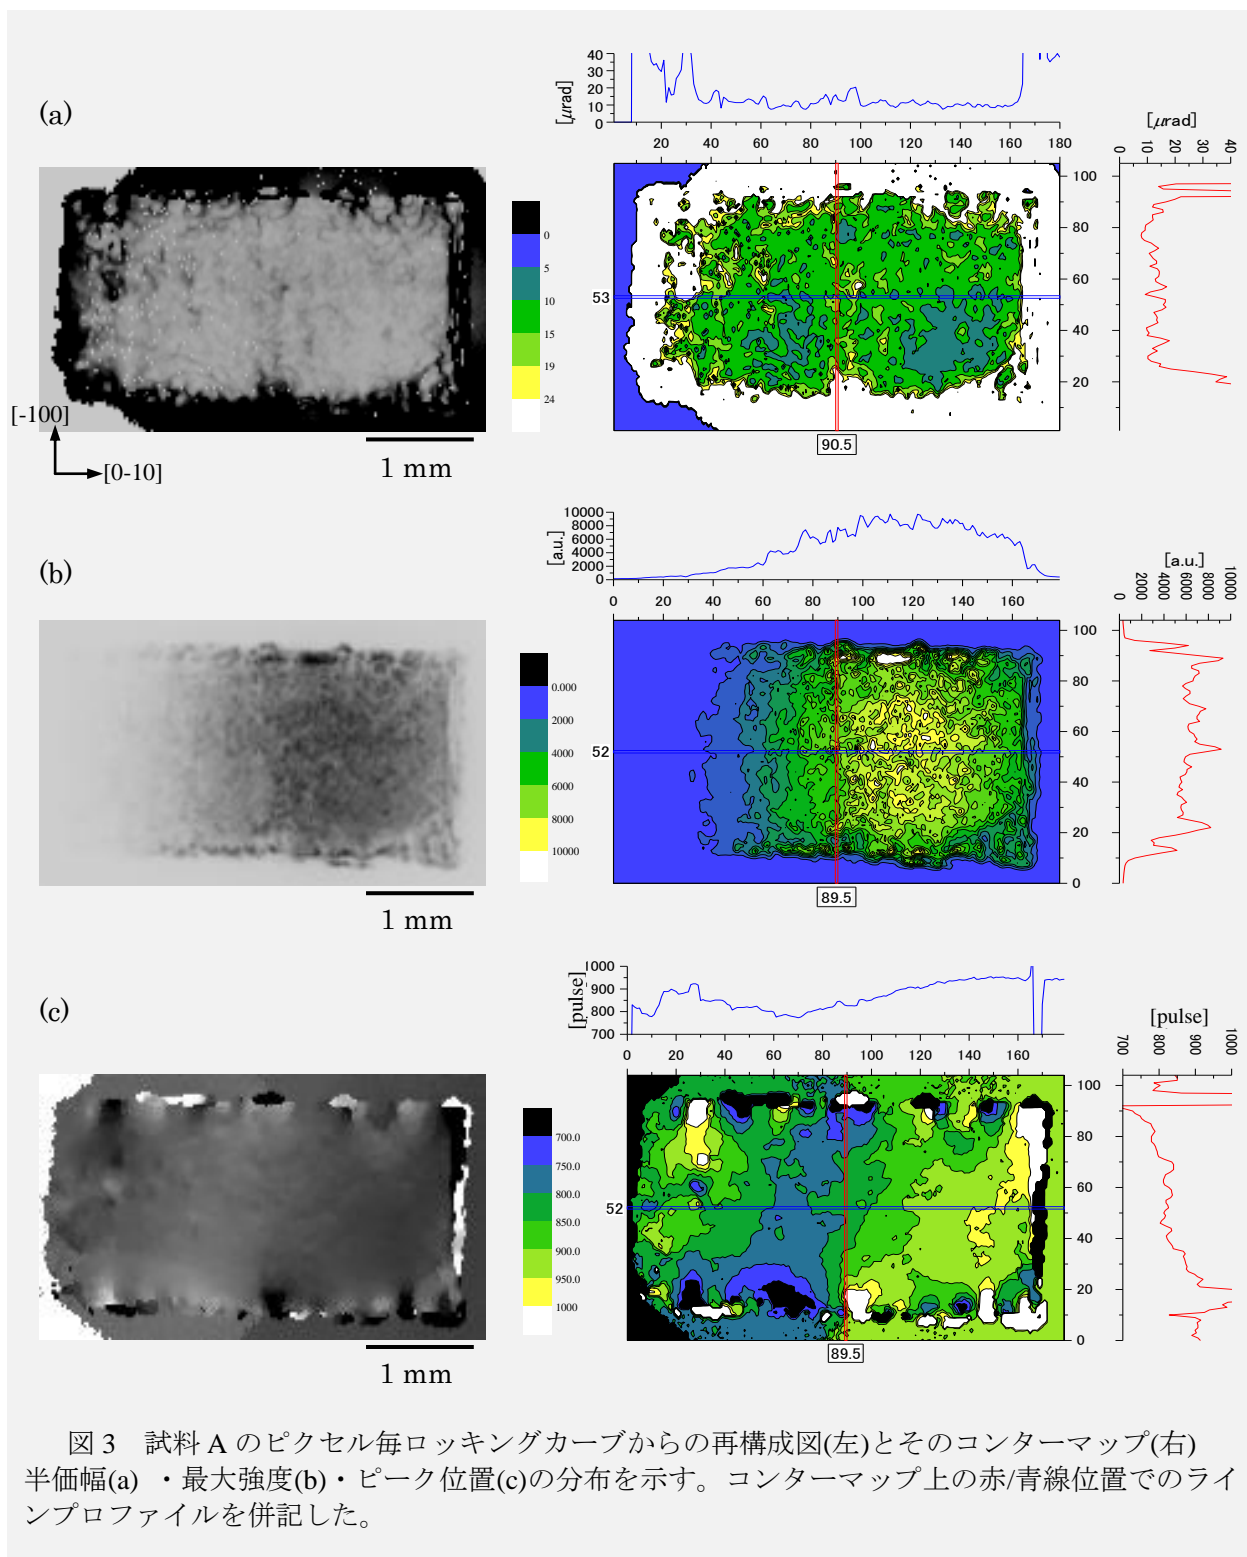 (a)
[μrad]
40
30
20
10
0
20 40 60 80 100 120 140 160 180
[μrad]
0 10 20 30 40
0
5
10
15
19
24
100
80
60
40
20
53
90.5
[-100]
[0-10]
1 mm
(b)
[a.u.]
10000
8000
6000
4000
2000
0
0 20 40 60 80 100 120 140 160
[a.u.]
0 2000 4000 6000 8000 10000
0.000
2000
4000
6000
8000
10000
100
80
60
40
20
0
52
89.5
1 mm
(c)
[pulse]
1000
900
800
700
0 20 40 60 80 100 120 140 160
[pulse]
700 800 900 1000
700.0
750.0
800.0
850.0
900.0
950.0
1000
100
80
60
40
20
0
52
89.5
1 mm
図 3　試料 A のピクセル毎ロッキングカーブからの再構成図(左)とそのコンターマップ(右)
半価幅(a) ・最大強度(b)・ピーク位置(c)の分布を示す。コンターマップ上の赤/青線位置でのライ
ンプロファイルを併記した。